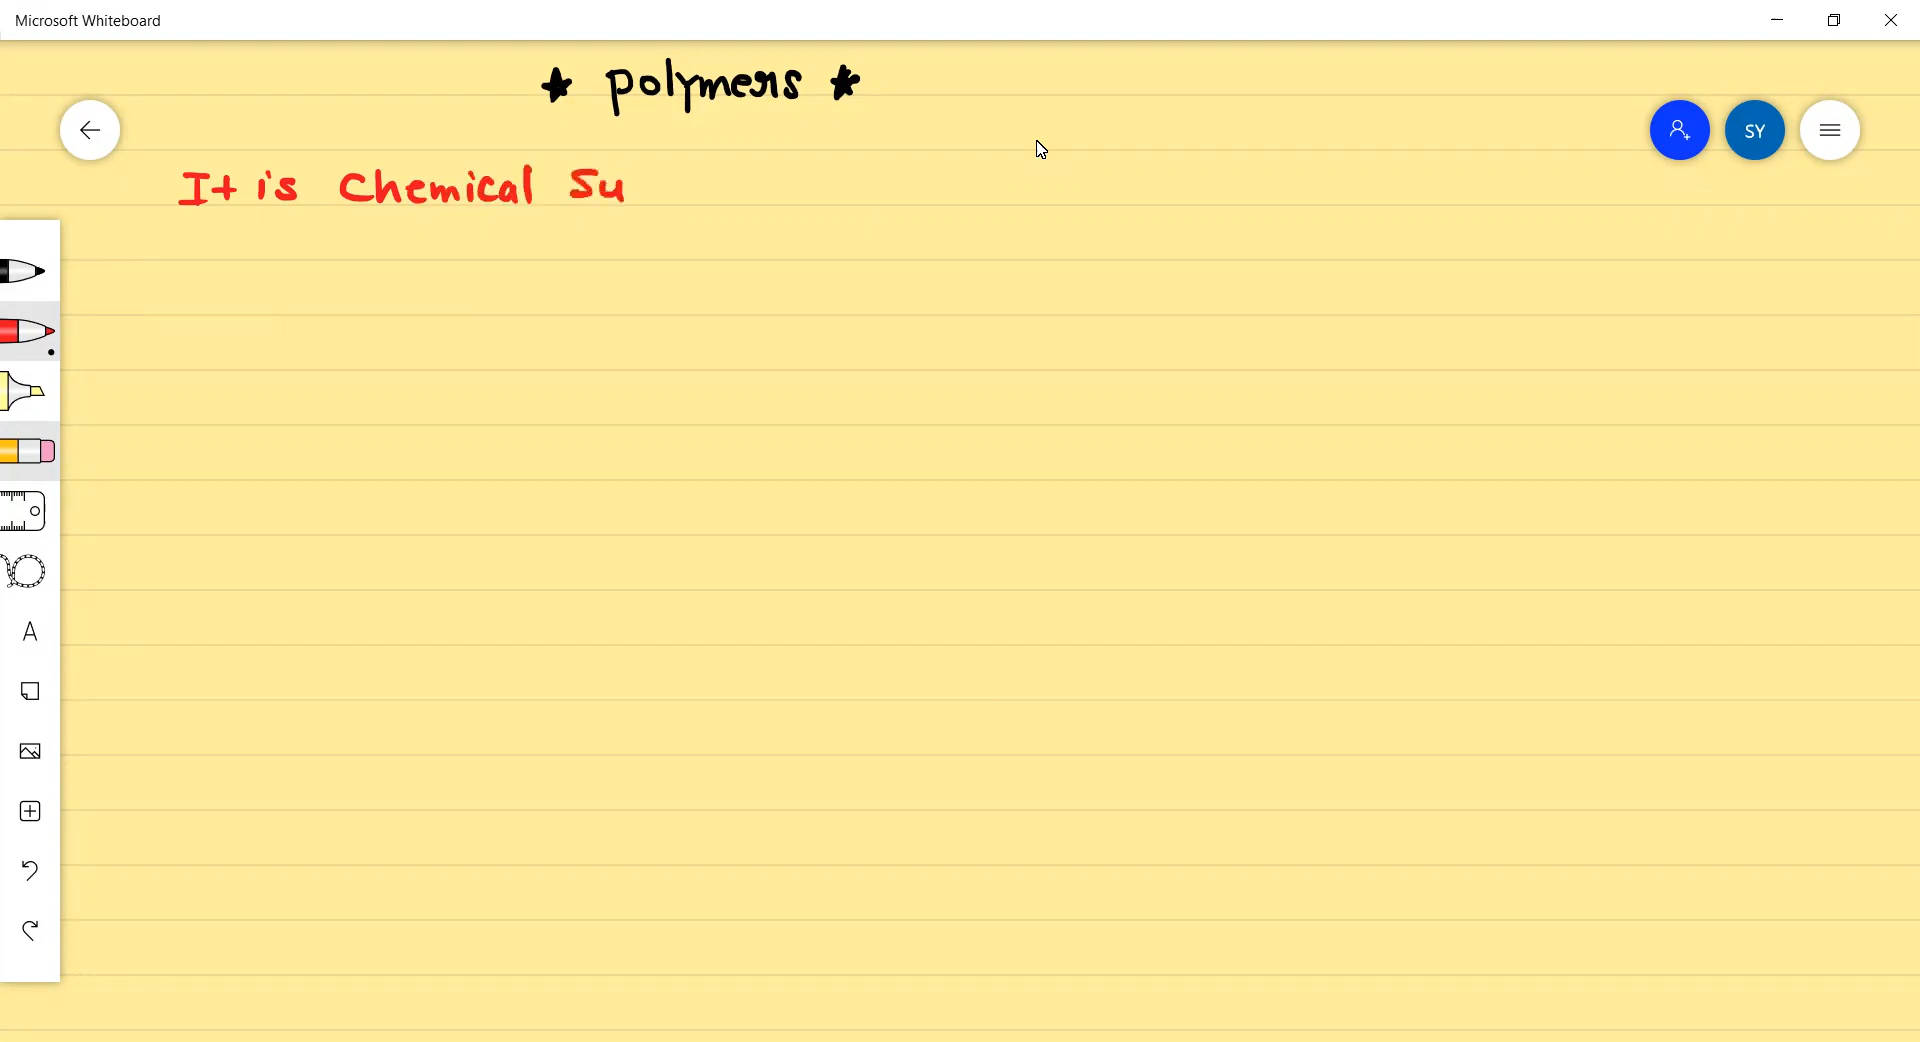 Microsoft Whiteboard
★ polymers ★
SY
It is Chemical Su
A